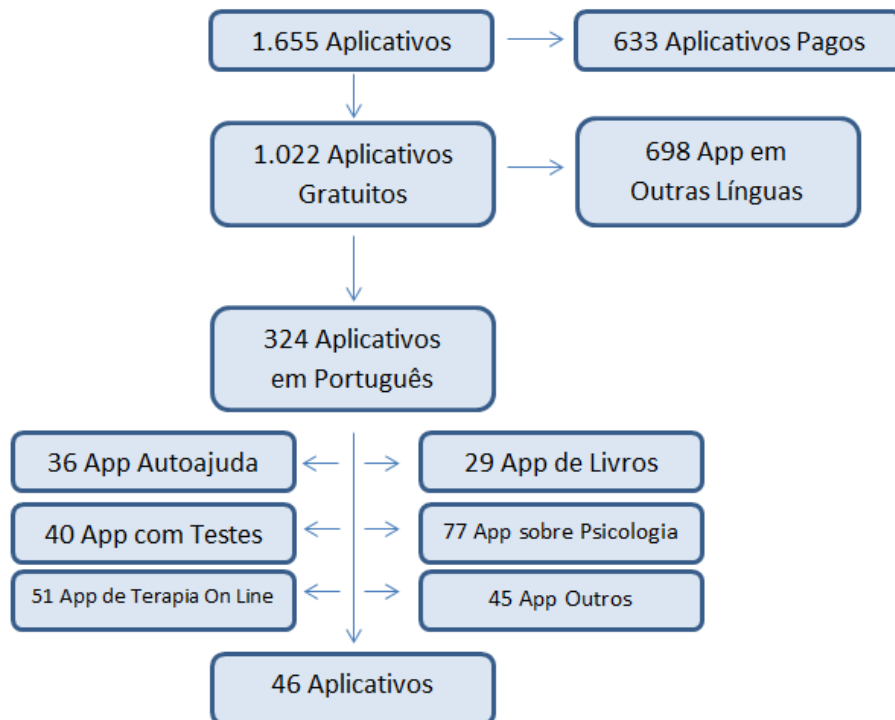 1.655 Aplicativos
633 Aplicativos Pagos
1.022 Aplicativos
Gratuitos
698 App em
Outras Línguas
324 Aplicativos
em Português
36 App Autoajuda
29 App de Livros
40 App com Testes
77 App sobre Psicologia
51 App de Terapia On Line
45 App Outros
46 Aplicativos